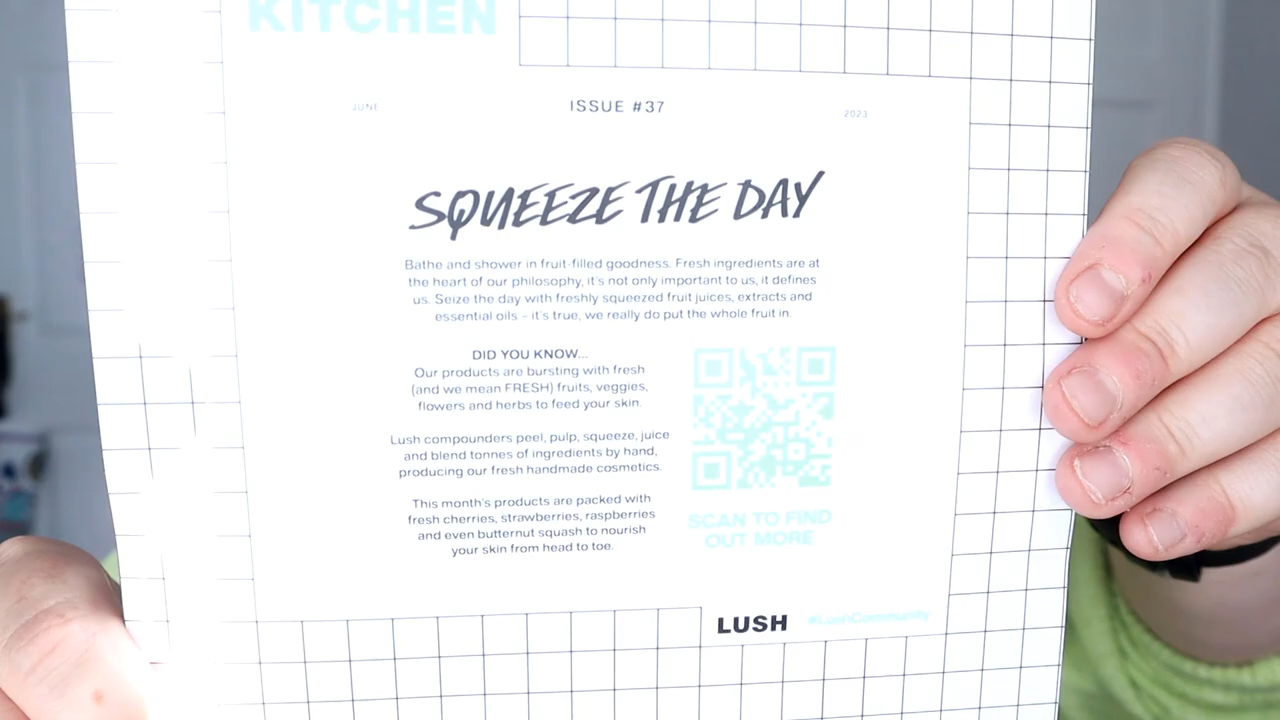 KITCHEN
JUNE
ISSUE #37
2023
SQUEEZE THE DAY
Bathe and shower in fruit-filled goodness. Fresh ingredients are at
the heart of our philosophy, it's not only important to us, it defines
us. Seize the day with freshly squeezed fruit juices, extracts and
essential oils – it's true, we really do put the whole fruit in.
DID YOU KNOW...
Our products are bursting with fresh
(and we mean FRESH) fruits, veggies,
flowers and herbs to feed your skin.
Lush compounders peel, pulp, squeeze, juice
and blend tonnes of ingredients by hand,
producing our fresh handmade cosmetics.
This month's products are packed with
fresh cherries, strawberries, raspberries
and even butternut squash to nourish
your skin from head to toe.
SCAN TO FIND
OUT MORE
LUSH
#LushCommunity